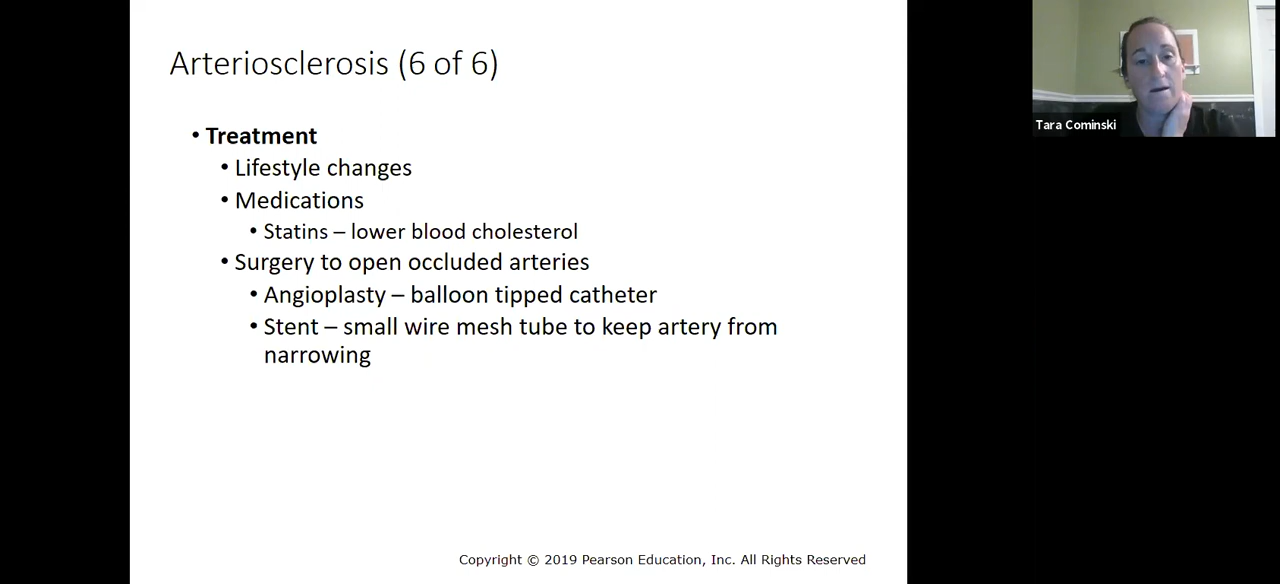 Arteriosclerosis (6 of 6)
• Treatment
• Lifestyle changes
• Medications
• Statins – lower blood cholesterol
• Surgery to open occluded arteries
• Angioplasty – balloon tipped catheter
• Stent – small wire mesh tube to keep artery from
narrowing
Copyright © 2019 Pearson Education, Inc. All Rights Reserved
Tara Cominski